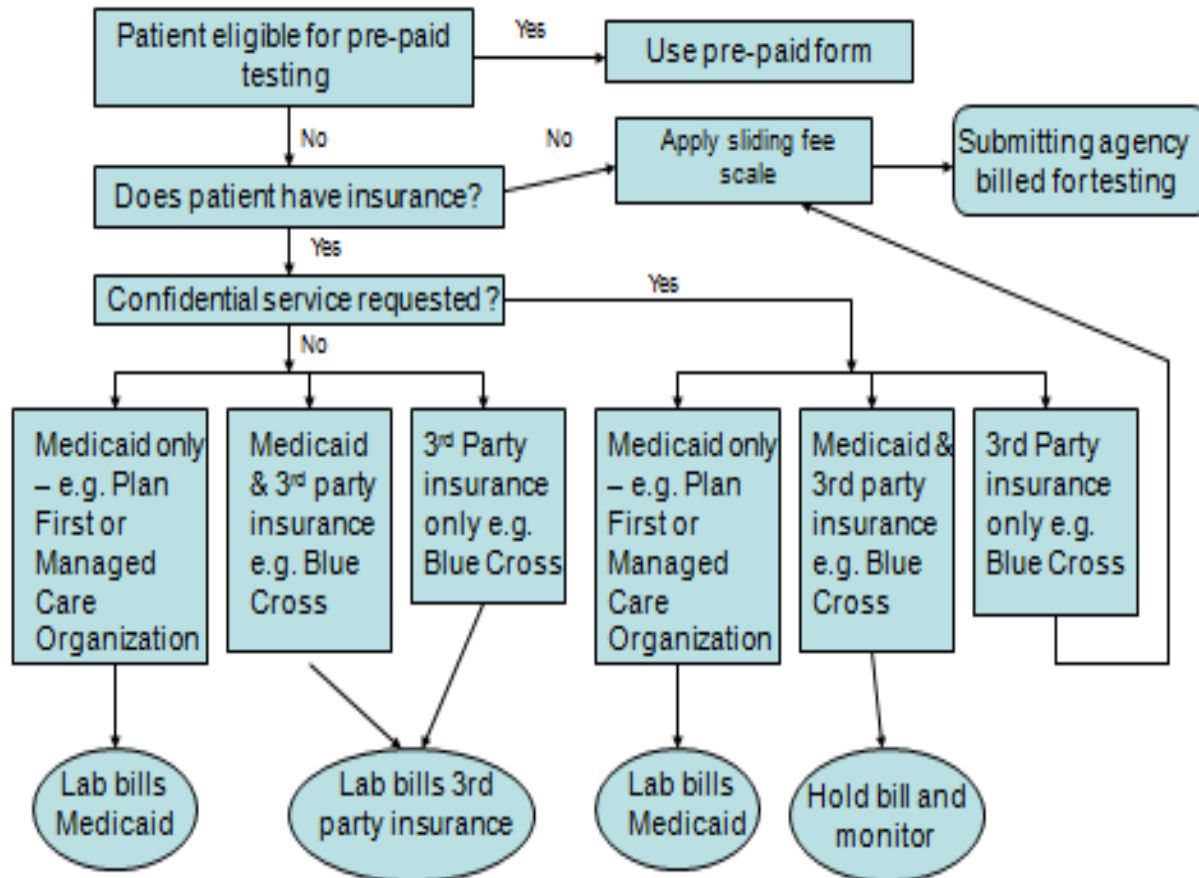 Patient eligible for pre-paid
testing
Yes
Use pre-paid form
No
Does patient have insurance?
No
Apply sliding fee
scale
Submitting agency
billed for testing
Yes
Confidential service requested ?
Yes
No
Medicaid only
– e.g. Plan
First or
Managed
Care
Organization
Medicaid
& 3rd party
insurance
e.g. Blue
Cross
3rd Party
insurance
only e.g.
Blue Cross
Medicaid only
– e.g. Plan
First or
Managed
Care
Organization
Medicaid &
3rd party
insurance
e.g. Blue
Cross
3rd Party
insurance
only e.g.
Blue Cross
Lab bills
Medicaid
Lab bills 3rd
party insurance
Lab bills
Medicaid
Hold bill and
monitor